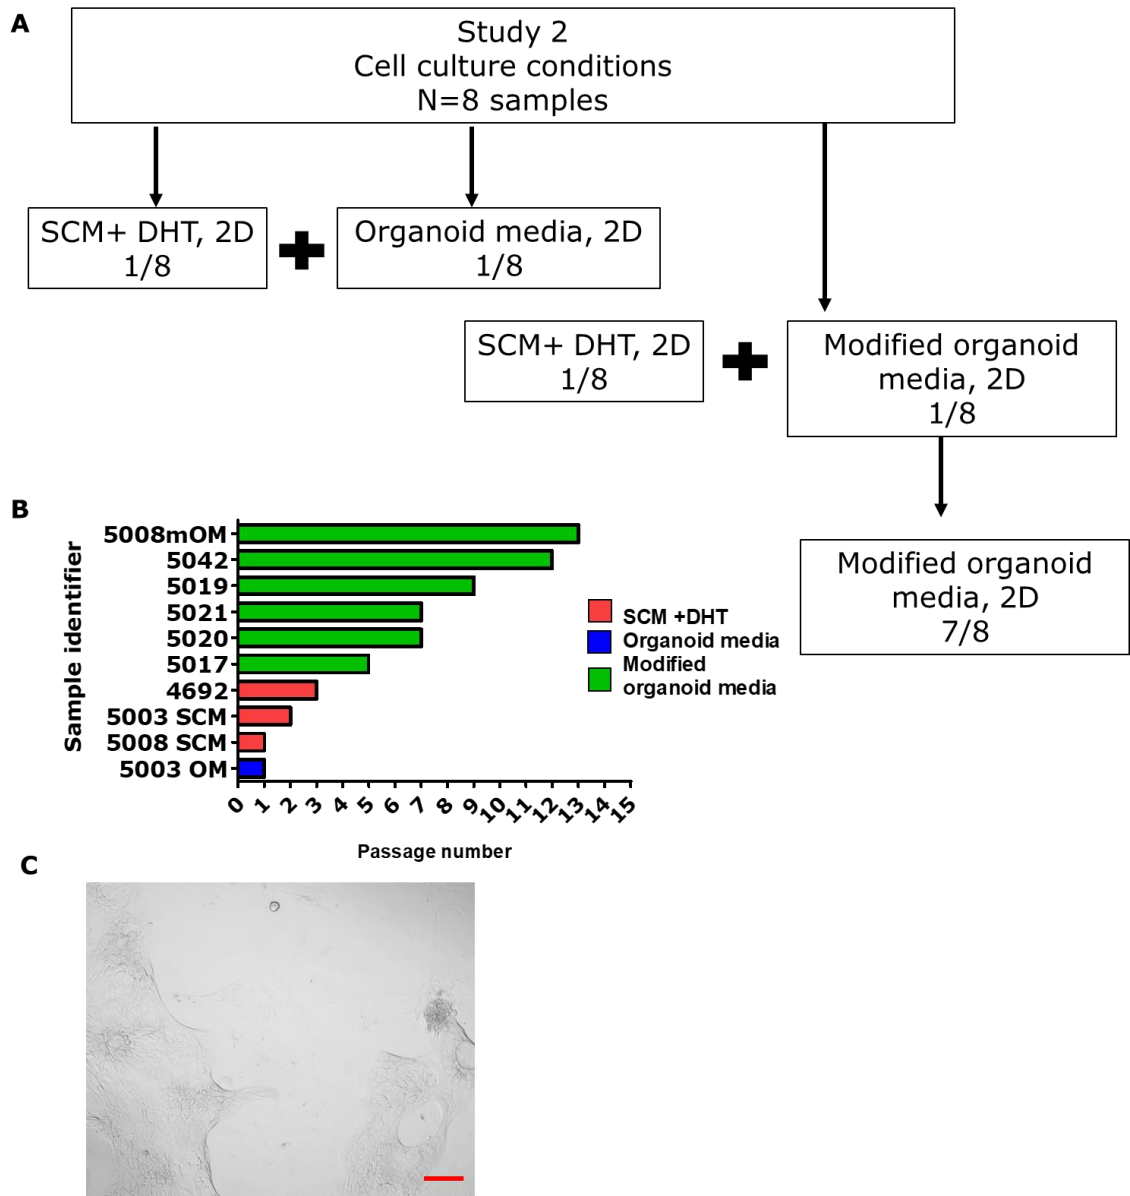 A
Study 2
Cell culture conditions
N=8 samples
SCM+ DHT, 2D
1/8
Organoid media, 2D
1/8
SCM+ DHT, 2D
1/8
Modified organoid
media, 2D
1/8
Modified organoid
media, 2D
7/8
B
Sample identifier
5008mOM
5042
5019
5021
5020
5017
4692
5003 SCM
5008 SCM
5003 OM
0 1 2 3 4 5 6 7 8 9 10 11 12 13 14 15
Passage number
SCM +DHT
Organoid media
Modified
organoid media
C